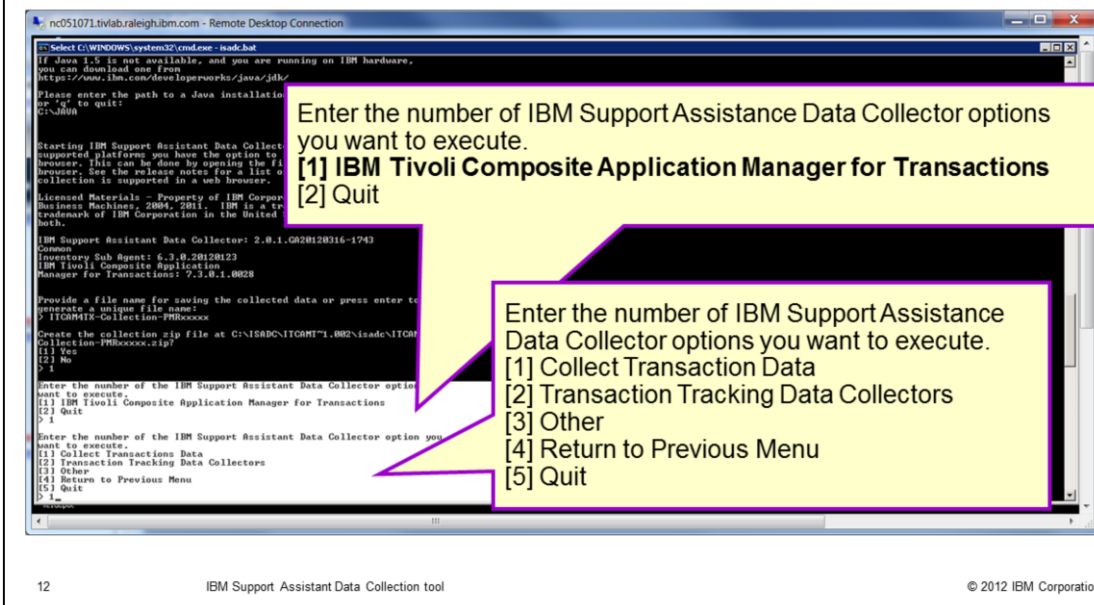 nc051071.tivlab.raleigh.ibm.com - Remote Desktop Connection
Select C:\WINDOWS\system32\cmd.exe - isadc.bat
If Java 1.5 is not available, and you are running on IBM hardware,
you can download one from
https://www.ibm.com/developerworks/java/jdk/
Please enter the path to a Java installatio
or 'q' to quit:
C:\JAVA
Starting IBM Support Assistant Data Collect
supported platforms you have the option to
browser. This can be done by opening the fi
browser. See the release notes for a list o
collection is supported in a web browser.
Licensed Materials - Property of IBM Corpor
Business Machines, 2004, 2011. IBM is a tr
trademark of IBM Corporation in the United
both.
IBM Support Assistant Data Collector: 2.0.1.GA20120316-1743
Common
Inventory Sub Agent: 6.3.0.20120123
IBM Tivoli Composite Application
Manager for Transactions: 7.3.0.1.0028
Provide a file name for saving the collected data or press enter to
generate a unique file name:
> ITCAM4TX-Collection-PMRxxxxx
Create the collection zip file at C:\ISADC\ITCAMT~1.002\isadc\ITCAM
Collection-PMRxxxxx.zip?
[1] Yes
[2] No
> 1
Enter the number of the IBM Support Assistant Data Collector option
want to execute.
[1] IBM Tivoli Composite Application Manager for Transactions
[2] Quit
> 1
Enter the number of the IBM Support Assistant Data Collector option you
want to execute.
[1] Collect Transactions Data
[2] Transaction Tracking Data Collectors
[3] Other
[4] Return to Previous Menu
[5] Quit
> 1_
Enter the number of IBM Support Assistance Data Collector options
you want to execute.
[1] IBM Tivoli Composite Application Manager for Transactions
[2] Quit
Enter the number of IBM Support Assistance
Data Collector options you want to execute.
[1] Collect Transaction Data
[2] Transaction Tracking Data Collectors
[3] Other
[4] Return to Previous Menu
[5] Quit
12 IBM Support Assistant Data Collection tool © 2012 IBM Corporatio